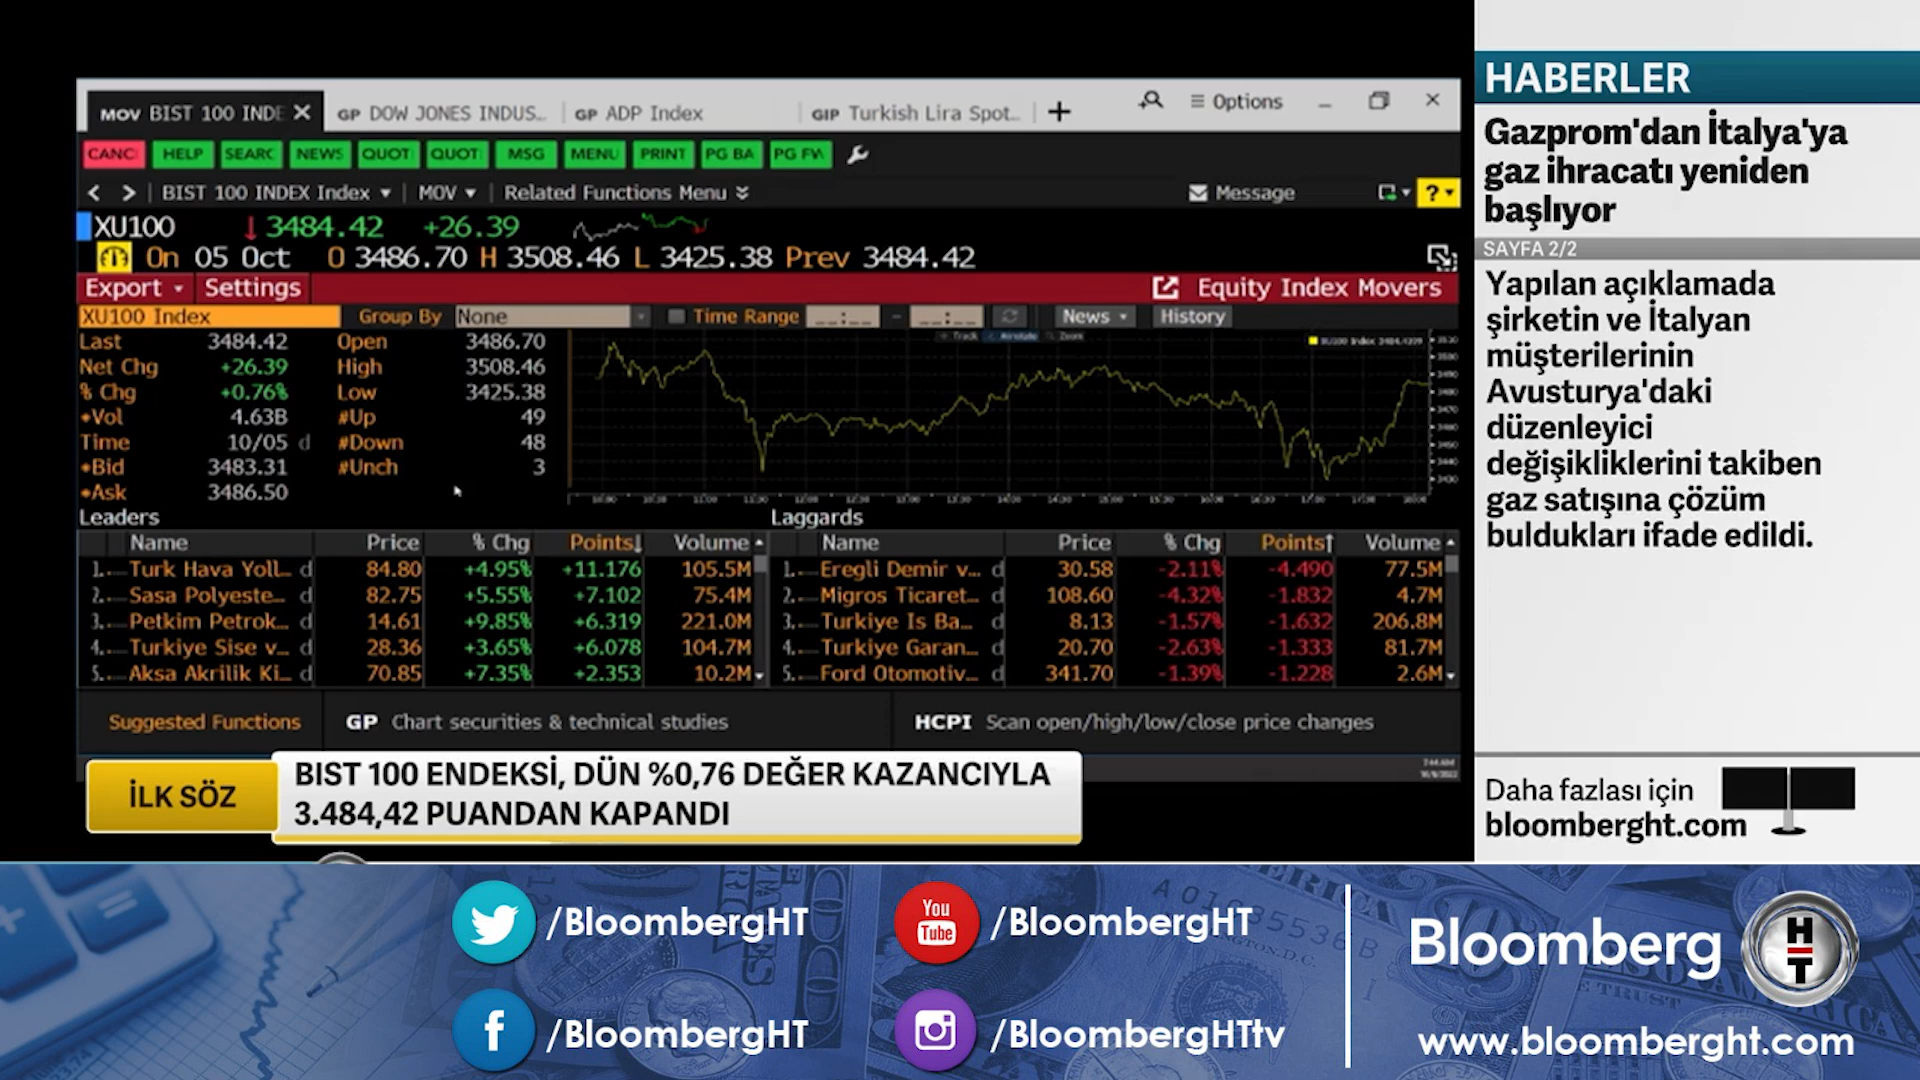 MOV BIST 100 INDE
GP DOW JONES INDUS...
GP ADP Index
GIP Turkish Lira Spot...
Options
CANC HELP SEARC NEWS QUOT QUOT MSG MENU PRINT PG BA PG FW
BIST 100 INDEX Index MOV Related Functions Menu
Message ?
XU100 3484.42 +26.39
On 05 Oct O 3486.70 H 3508.46 L 3425.38 Prev 3484.42
Export Settings Equity Index Movers
XU100 Index Group By None Time Range News History
Last 3484.42 Open 3486.70
Net Chg +26.39 High 3508.46
% Chg +0.76% Low 3425.38
Vol 4.63B #Up 49
Time 10/05 d #Down 48
Bid 3483.31 #Unch 3
Ask 3486.50
Track Annotate Zoom
Leaders Laggards
Name Price % Chg Points Volume Name Price % Chg Points Volume
1. Turk Hava Yoll... d 84.80 +4.95% +11.176 105.5M 1. Eregli Demir v... d 30.58 -2.11% -4.490 77.5M
2. Sasa Polyeste... d 82.75 +5.55% +7.102 75.4M 2. Migros Ticaret... d 108.60 -4.32% -1.832 4.7M
3. Petkim Petrok... d 14.61 +9.85% +6.319 221.0M 3. Turkiye Is Ba... d 8.13 -1.57% -1.632 206.8M
4. Turkiye Sise v... d 28.36 +3.65% +6.078 104.7M 4. Turkiye Garan... d 20.70 -2.63% -1.333 81.7M
5. Aksa Akrilik Ki... d 70.85 +7.35% +2.353 10.2M 5. Ford Otomotiv... d 341.70 -1.39% -1.228 2.6M
Suggested Functions GP Chart securities & technical studies HCPI Scan open/high/low/close price changes
İLK SÖZ
BIST 100 ENDEKSİ, DÜN %0,76 DEĞER KAZANCIYLA
3.484,42 PUANDAN KAPANDI
HABERLER
Gazprom'dan İtalya'ya
gaz ihracatı yeniden
başlıyor
SAYFA 2/2
Yapılan açıklamada
şirketin ve İtalyan
müşterilerinin
Avusturya'daki
düzenleyici
değişikliklerini takiben
gaz satışına çözüm
buldukları ifade edildi.
Daha fazlası için
bloomberght.com
/BloombergHT
You
Tube
/BloombergHT
f /BloombergHT
/BloombergHTtv
Bloomberg HT
www.bloomberght.com